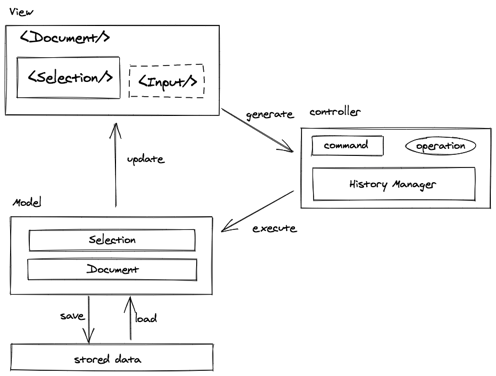 View
<Document/>
<Selection/>
<Input/>
generate
controller
command
operation
History Manager
update
execute
Model
Selection
Document
save
load
stored data